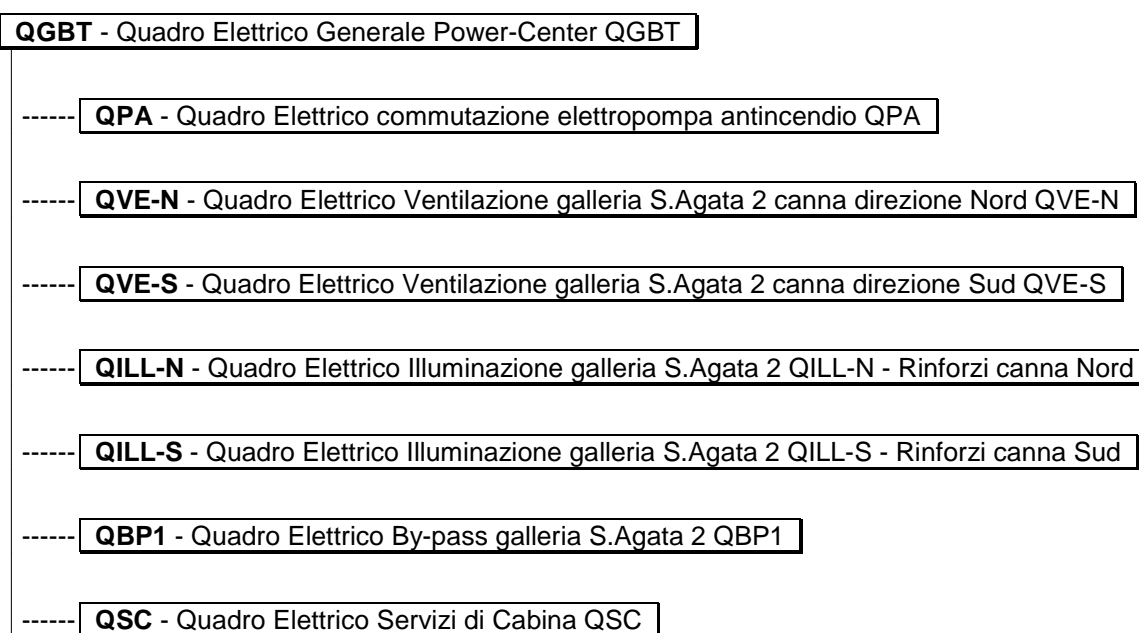 QGBT - Quadro Elettrico Generale Power-Center QGBT
------ QPA - Quadro Elettrico commutazione elettropompa antincendio QPA
------ QVE-N - Quadro Elettrico Ventilazione galleria S.Agata 2 canna direzione Nord QVE-N
------ QVE-S - Quadro Elettrico Ventilazione galleria S.Agata 2 canna direzione Sud QVE-S
------ QILL-N - Quadro Elettrico Illuminazione galleria S.Agata 2 QILL-N - Rinforzi canna Nord
------ QILL-S - Quadro Elettrico Illuminazione galleria S.Agata 2 QILL-S - Rinforzi canna Sud
------ QBP1 - Quadro Elettrico By-pass galleria S.Agata 2 QBP1
------ QSC - Quadro Elettrico Servizi di Cabina QSC